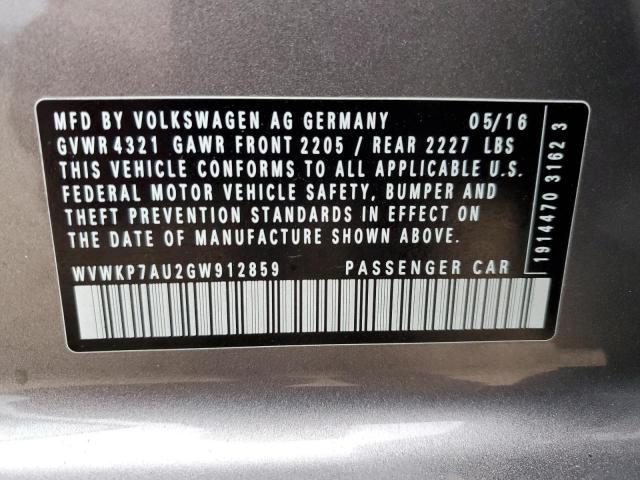 MFD BY VOLKSWAGEN AG GERMANY 05/16
GVWR 4321 GAWR FRONT 2205 / REAR 2227 LBS
THIS VEHICLE CONFORMS TO ALL APPLICABLE U.S.
FEDERAL MOTOR VEHICLE SAFETY, BUMPER AND
THEFT PREVENTION STANDARDS IN EFFECT ON
THE DATE OF MANUFACTURE SHOWN ABOVE.
WVWKP7AU2GW912859 PASSENGER CAR
1914470 3162 3